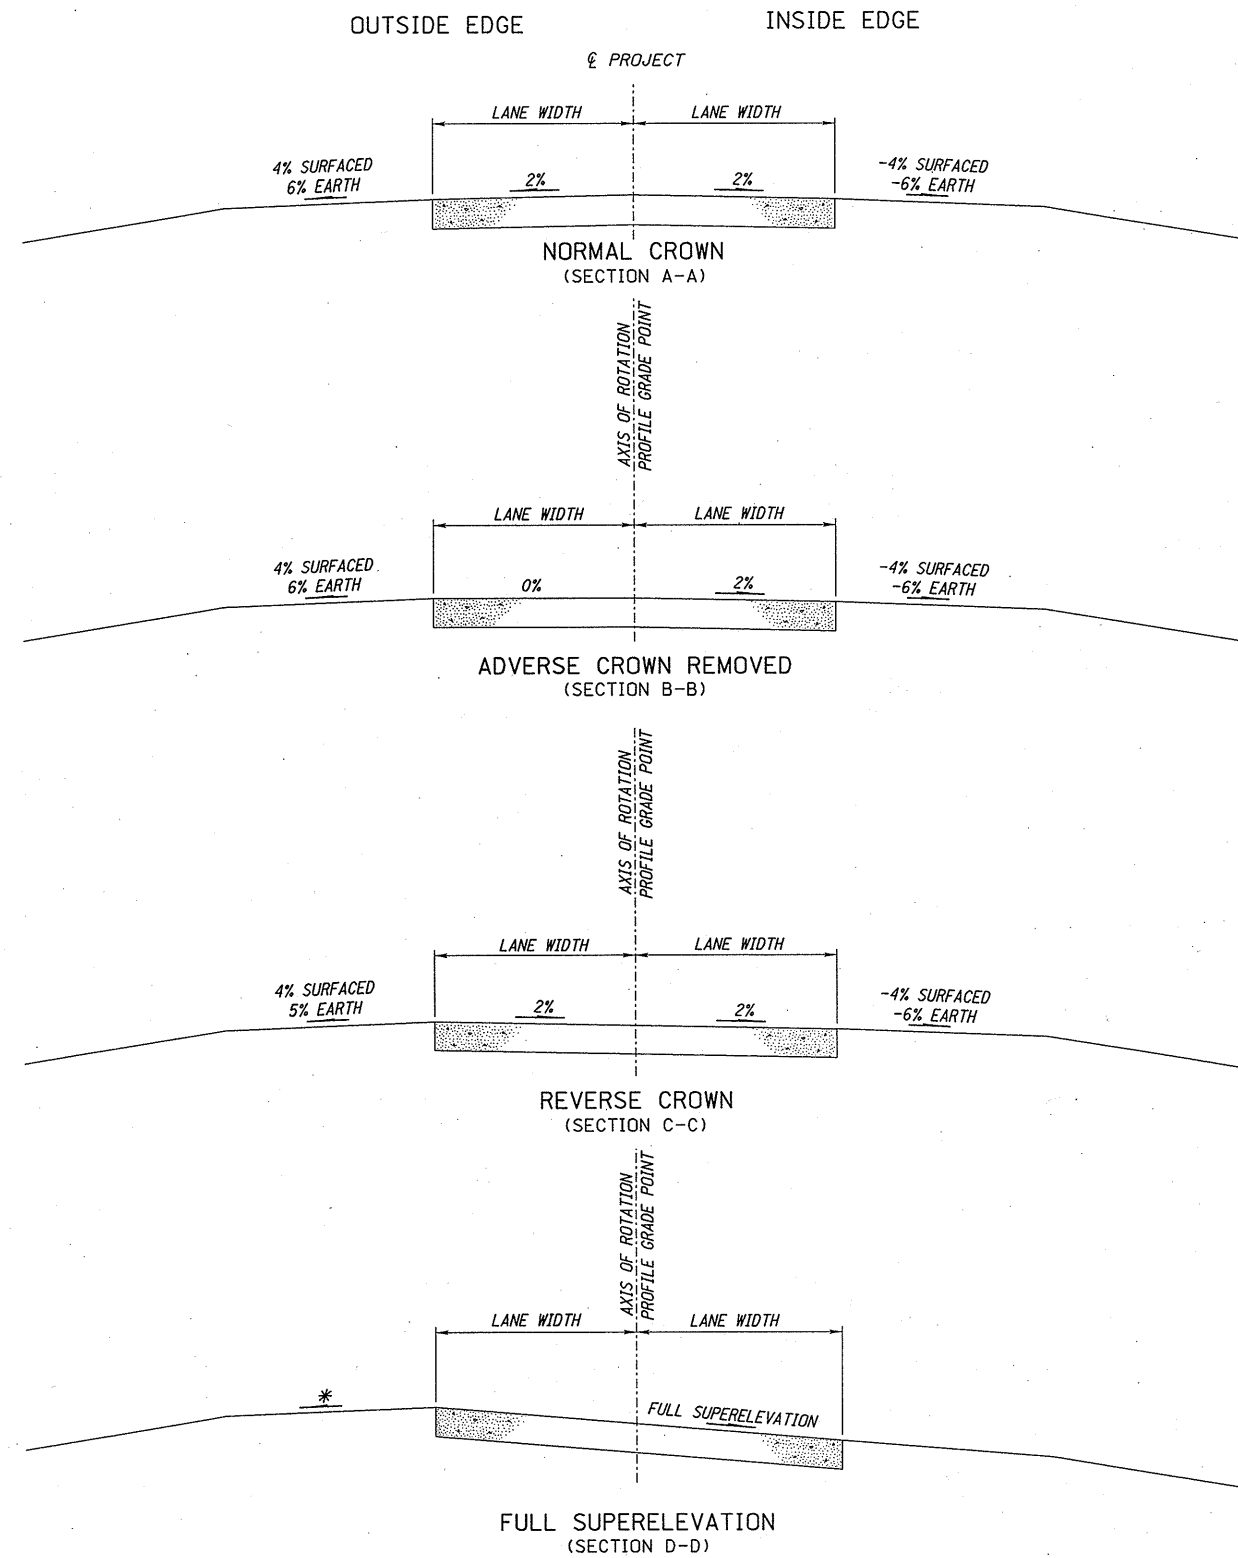 OUTSIDE EDGE
INSIDE EDGE
℄ PROJECT
LANE WIDTH
LANE WIDTH
4% SURFACED
6% EARTH
2%
2%
-4% SURFACED
-6% EARTH
NORMAL CROWN
(SECTION A-A)
AXIS OF ROTATION
PROFILE GRADE POINT
LANE WIDTH
LANE WIDTH
4% SURFACED
6% EARTH
0%
2%
-4% SURFACED
-6% EARTH
ADVERSE CROWN REMOVED
(SECTION B-B)
AXIS OF ROTATION
PROFILE GRADE POINT
LANE WIDTH
LANE WIDTH
4% SURFACED
5% EARTH
2%
2%
-4% SURFACED
-6% EARTH
REVERSE CROWN
(SECTION C-C)
AXIS OF ROTATION
PROFILE GRADE POINT
LANE WIDTH
LANE WIDTH
*
FULL SUPERELEVATION
FULL SUPERELEVATION
(SECTION D-D)